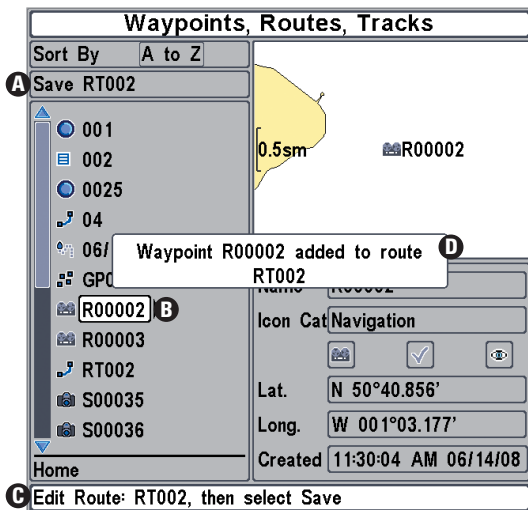 Waypoints, Routes, Tracks
Sort By A to Z
A Save RT002
001
002
0025
04
06/
GP0
R00002 B
R00003
RT002
S00035
S00036
Home
0.5sm
R00002
Waypoint R00002 added to route D
RT002
Name R00002
Icon Cat Navigation
Lat. N 50°40.856'
Long. W 001°03.177'
Created 11:30:04 AM 06/14/08
C Edit Route: RT002, then select Save